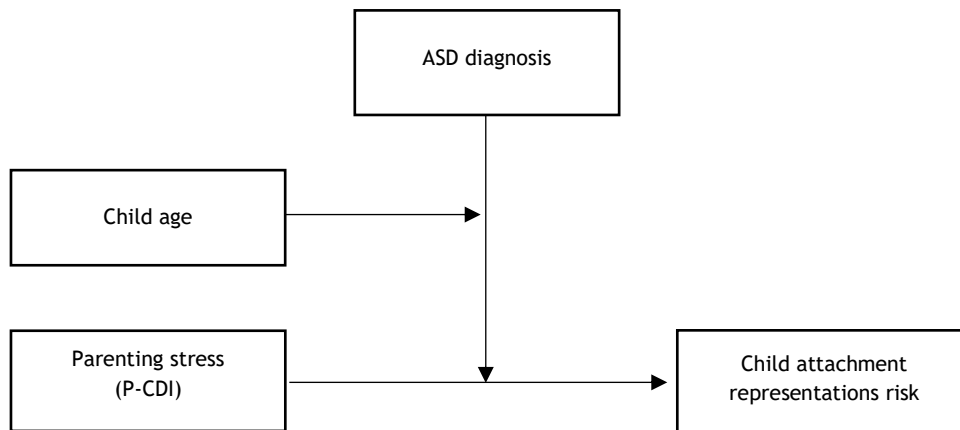 ASD diagnosis
Child age
Parenting stress
(P-CDI)
Child attachment
representations risk